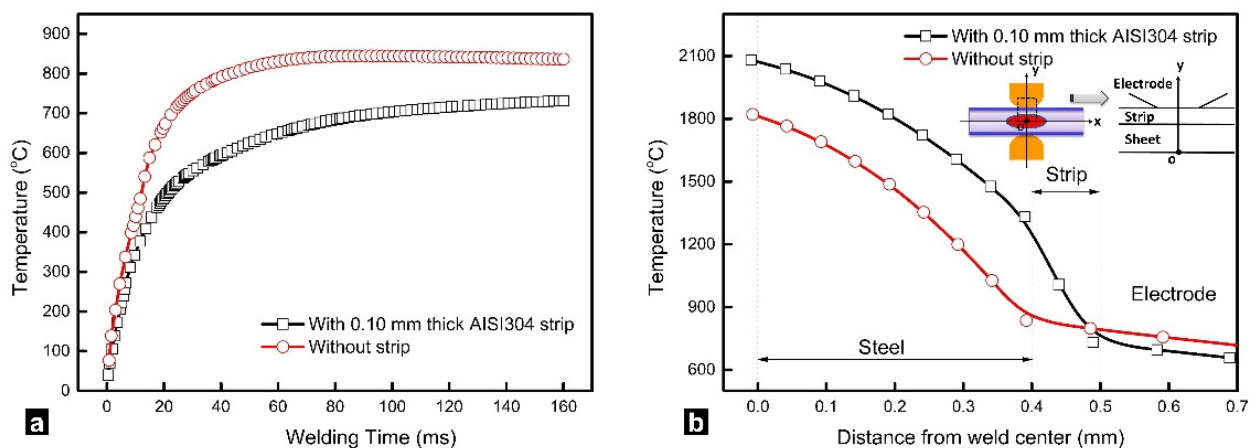 900
800
700
600
500
400
300
200
100
0
Temperature (°C)
With 0.10 mm thick AISI304 strip
Without strip
0 20 40 60 80 100 120 140 160
Welding Time (ms)
a
2100
1800
1500
1200
900
600
Temperature (°C)
With 0.10 mm thick AISI304 strip
Without strip
y
o
x
y
Electrode
Strip
Sheet
o
Strip
Electrode
Steel
0.0 0.1 0.2 0.3 0.4 0.5 0.6 0.7
Distance from weld center (mm)
b